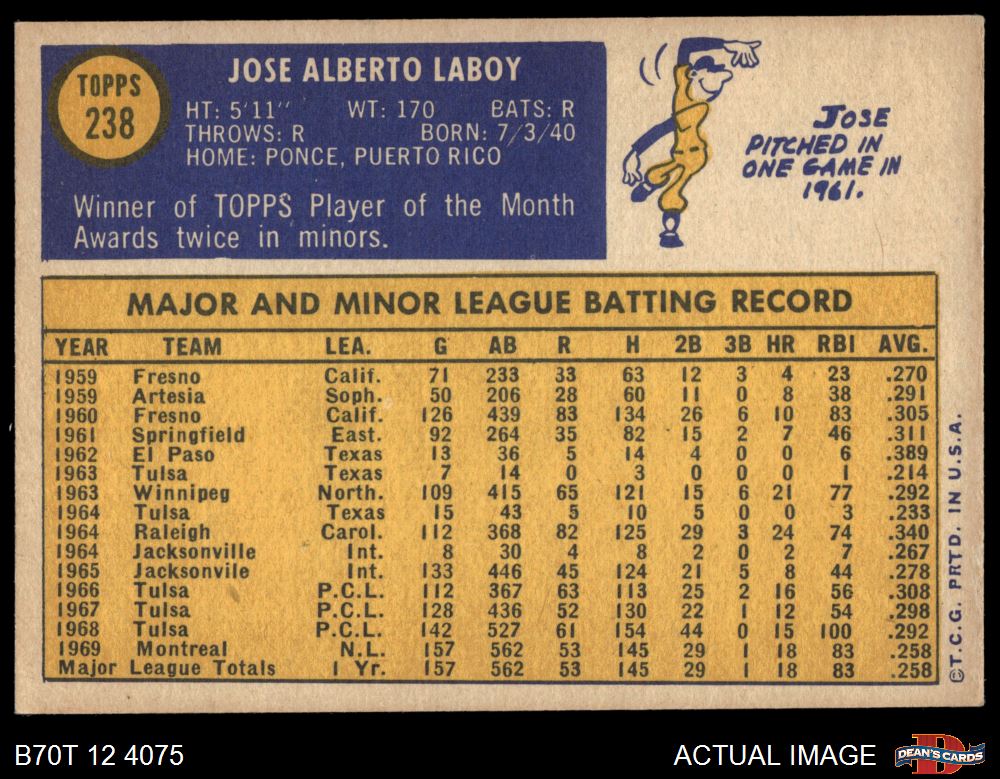 TOPPS
238
JOSE ALBERTO LABOY
HT: 5'11'' WT: 170 BATS: R
THROWS: R BORN: 7/3/40
HOME: PONCE, PUERTO RICO
Winner of TOPPS Player of the Month
Awards twice in minors.
JOSE
PITCHED IN
ONE GAME IN
1961.
MAJOR AND MINOR LEAGUE BATTING RECORD
YEAR TEAM LEA. G AB R H 2B 3B HR RBI AVG.
1959 Fresno Calif. 71 233 33 63 12 3 4 23 .270
1959 Artesia Soph. 50 206 28 60 11 0 8 38 .291
1960 Fresno Calif. 126 439 83 134 26 6 10 83 .305
1961 Springfield East. 92 264 35 82 15 2 7 46 .311
1962 El Paso Texas 13 36 5 14 4 0 0 6 .389
1963 Tulsa Texas 7 14 0 3 0 0 0 1 .214
1963 Winnipeg North. 109 415 65 121 15 6 21 77 .292
1964 Tulsa Texas 15 43 5 10 5 0 0 3 .233
1964 Raleigh Carol. 112 368 82 125 29 3 24 74 .340
1964 Jacksonville Int. 8 30 4 8 2 0 2 7 .267
1965 Jacksonvile Int. 133 446 45 124 21 5 8 44 .278
1966 Tulsa P.C.L. 112 367 63 113 25 2 16 56 .308
1967 Tulsa P.C.L. 128 436 52 130 22 1 12 54 .298
1968 Tulsa P.C.L. 142 527 61 154 44 0 15 100 .292
1969 Montreal N.L. 157 562 53 145 29 1 18 83 .258
Major League Totals 1 Yr. 157 562 53 145 29 1 18 83 .258
©T.C.G. PRTD. IN U.S.A.
B70T 12 4075
ACTUAL IMAGE
D
DEAN'S CARDS